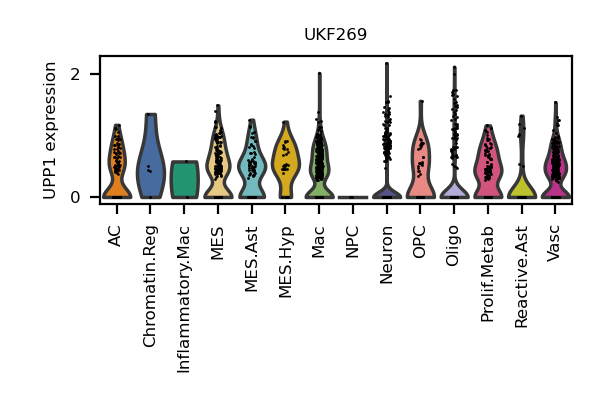 UKF269
UPP1 expression
2
0
AC
Chromatin.Reg
Inflammatory.Mac
MES
MES.Ast
MES.Hyp
Mac
NPC
Neuron
OPC
Oligo
Prolif.Metab
Reactive.Ast
Vasc